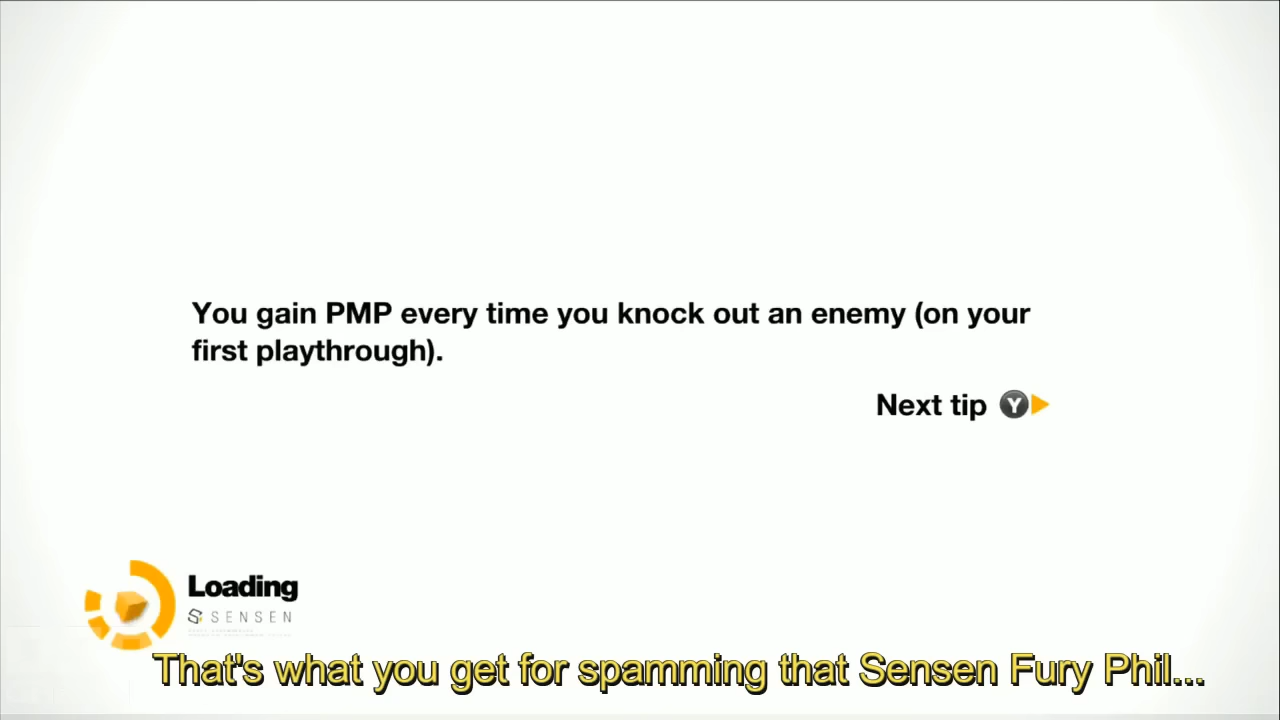 You gain PMP every time you knock out an enemy (on your
first playthrough).
Next tip Y
Loading
SENSEN
That's what you get for spamming that Sensen Fury Phil...